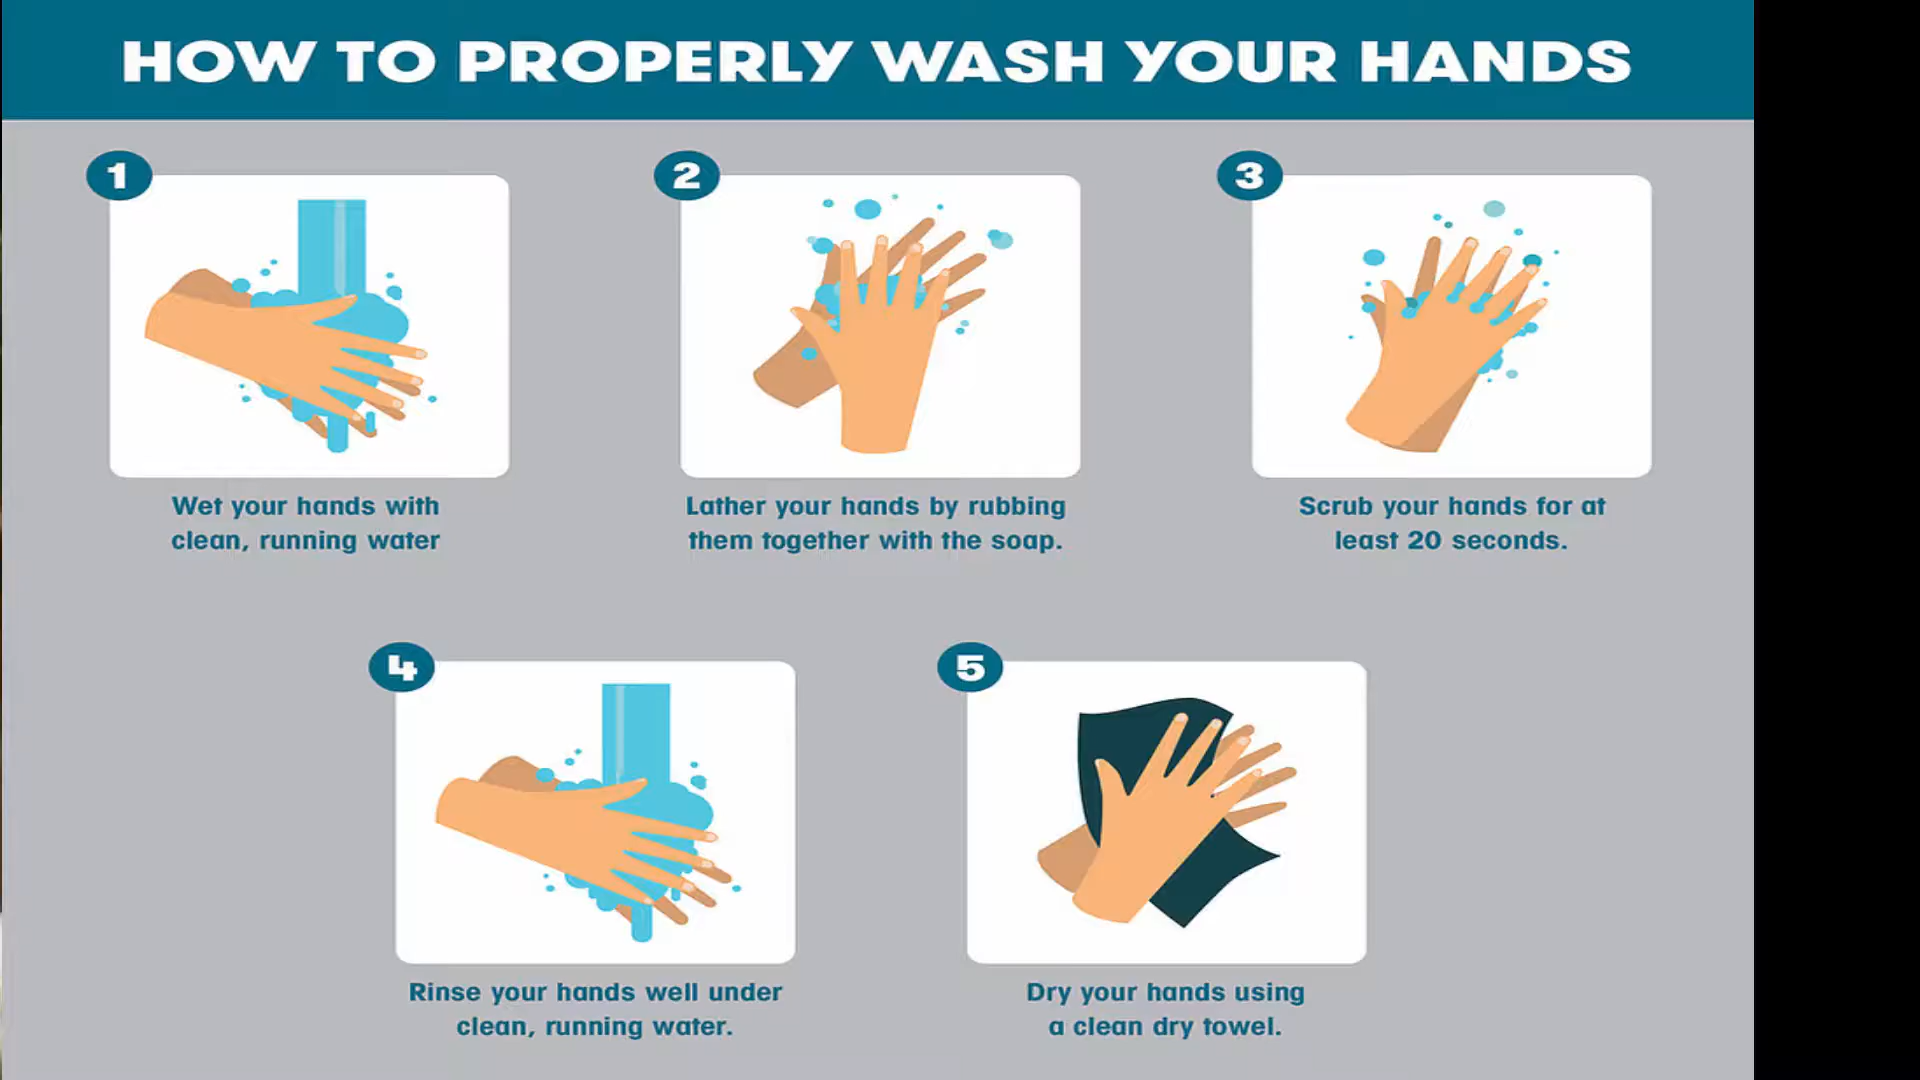 HOW TO PROPERLY WASH YOUR HANDS
1
Wet your hands with
clean, running water
2
Lather your hands by rubbing
them together with the soap.
3
Scrub your hands for at
least 20 seconds.
4
Rinse your hands well under
clean, running water.
5
Dry your hands using
a clean dry towel.